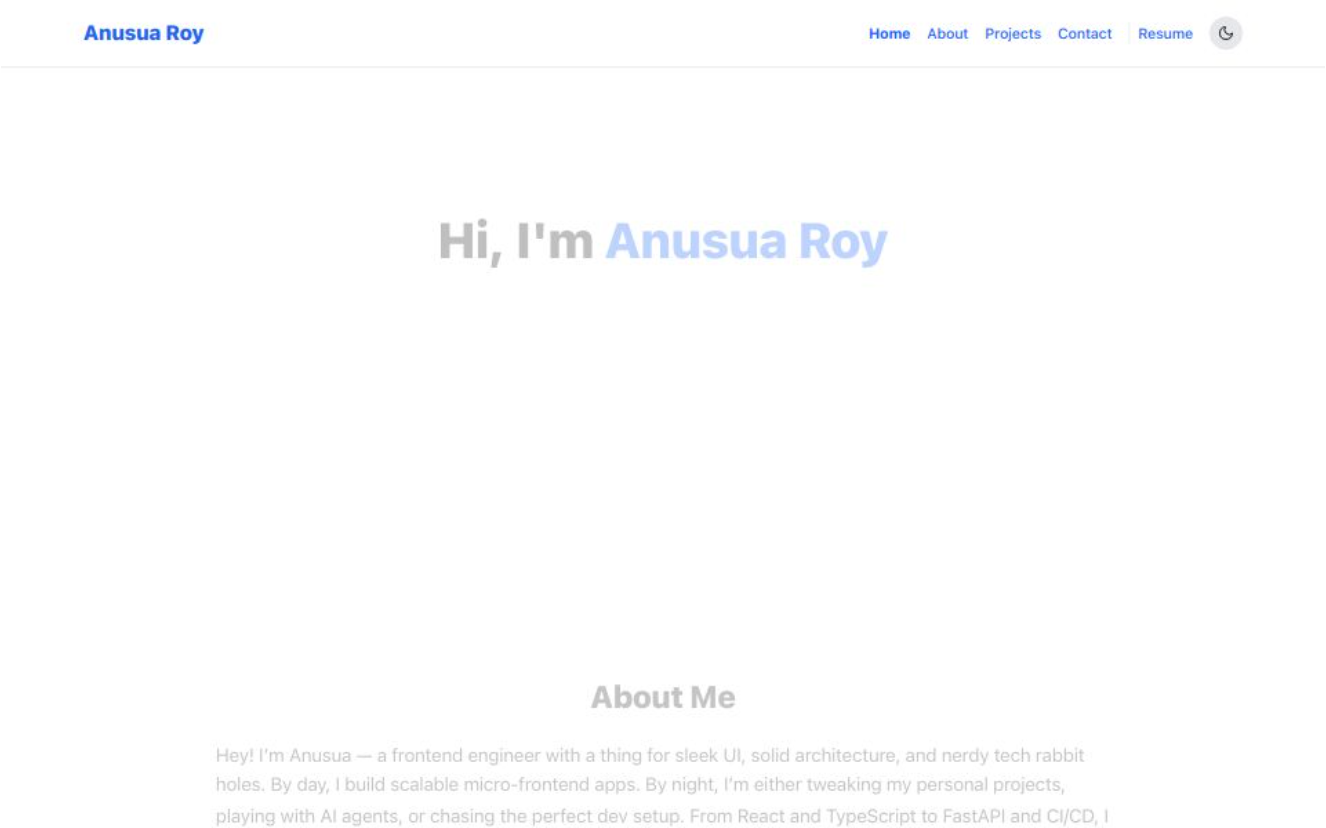 Anusua Roy
Home About Projects Contact Resume
Hi, I'm Anusua Roy
About Me
Hey! I’m Anusua — a frontend engineer with a thing for sleek UI, solid architecture, and nerdy tech rabbit
holes. By day, I build scalable micro-frontend apps. By night, I’m either tweaking my personal projects,
playing with AI agents, or chasing the perfect dev setup. From React and TypeScript to FastAPI and CI/CD, I